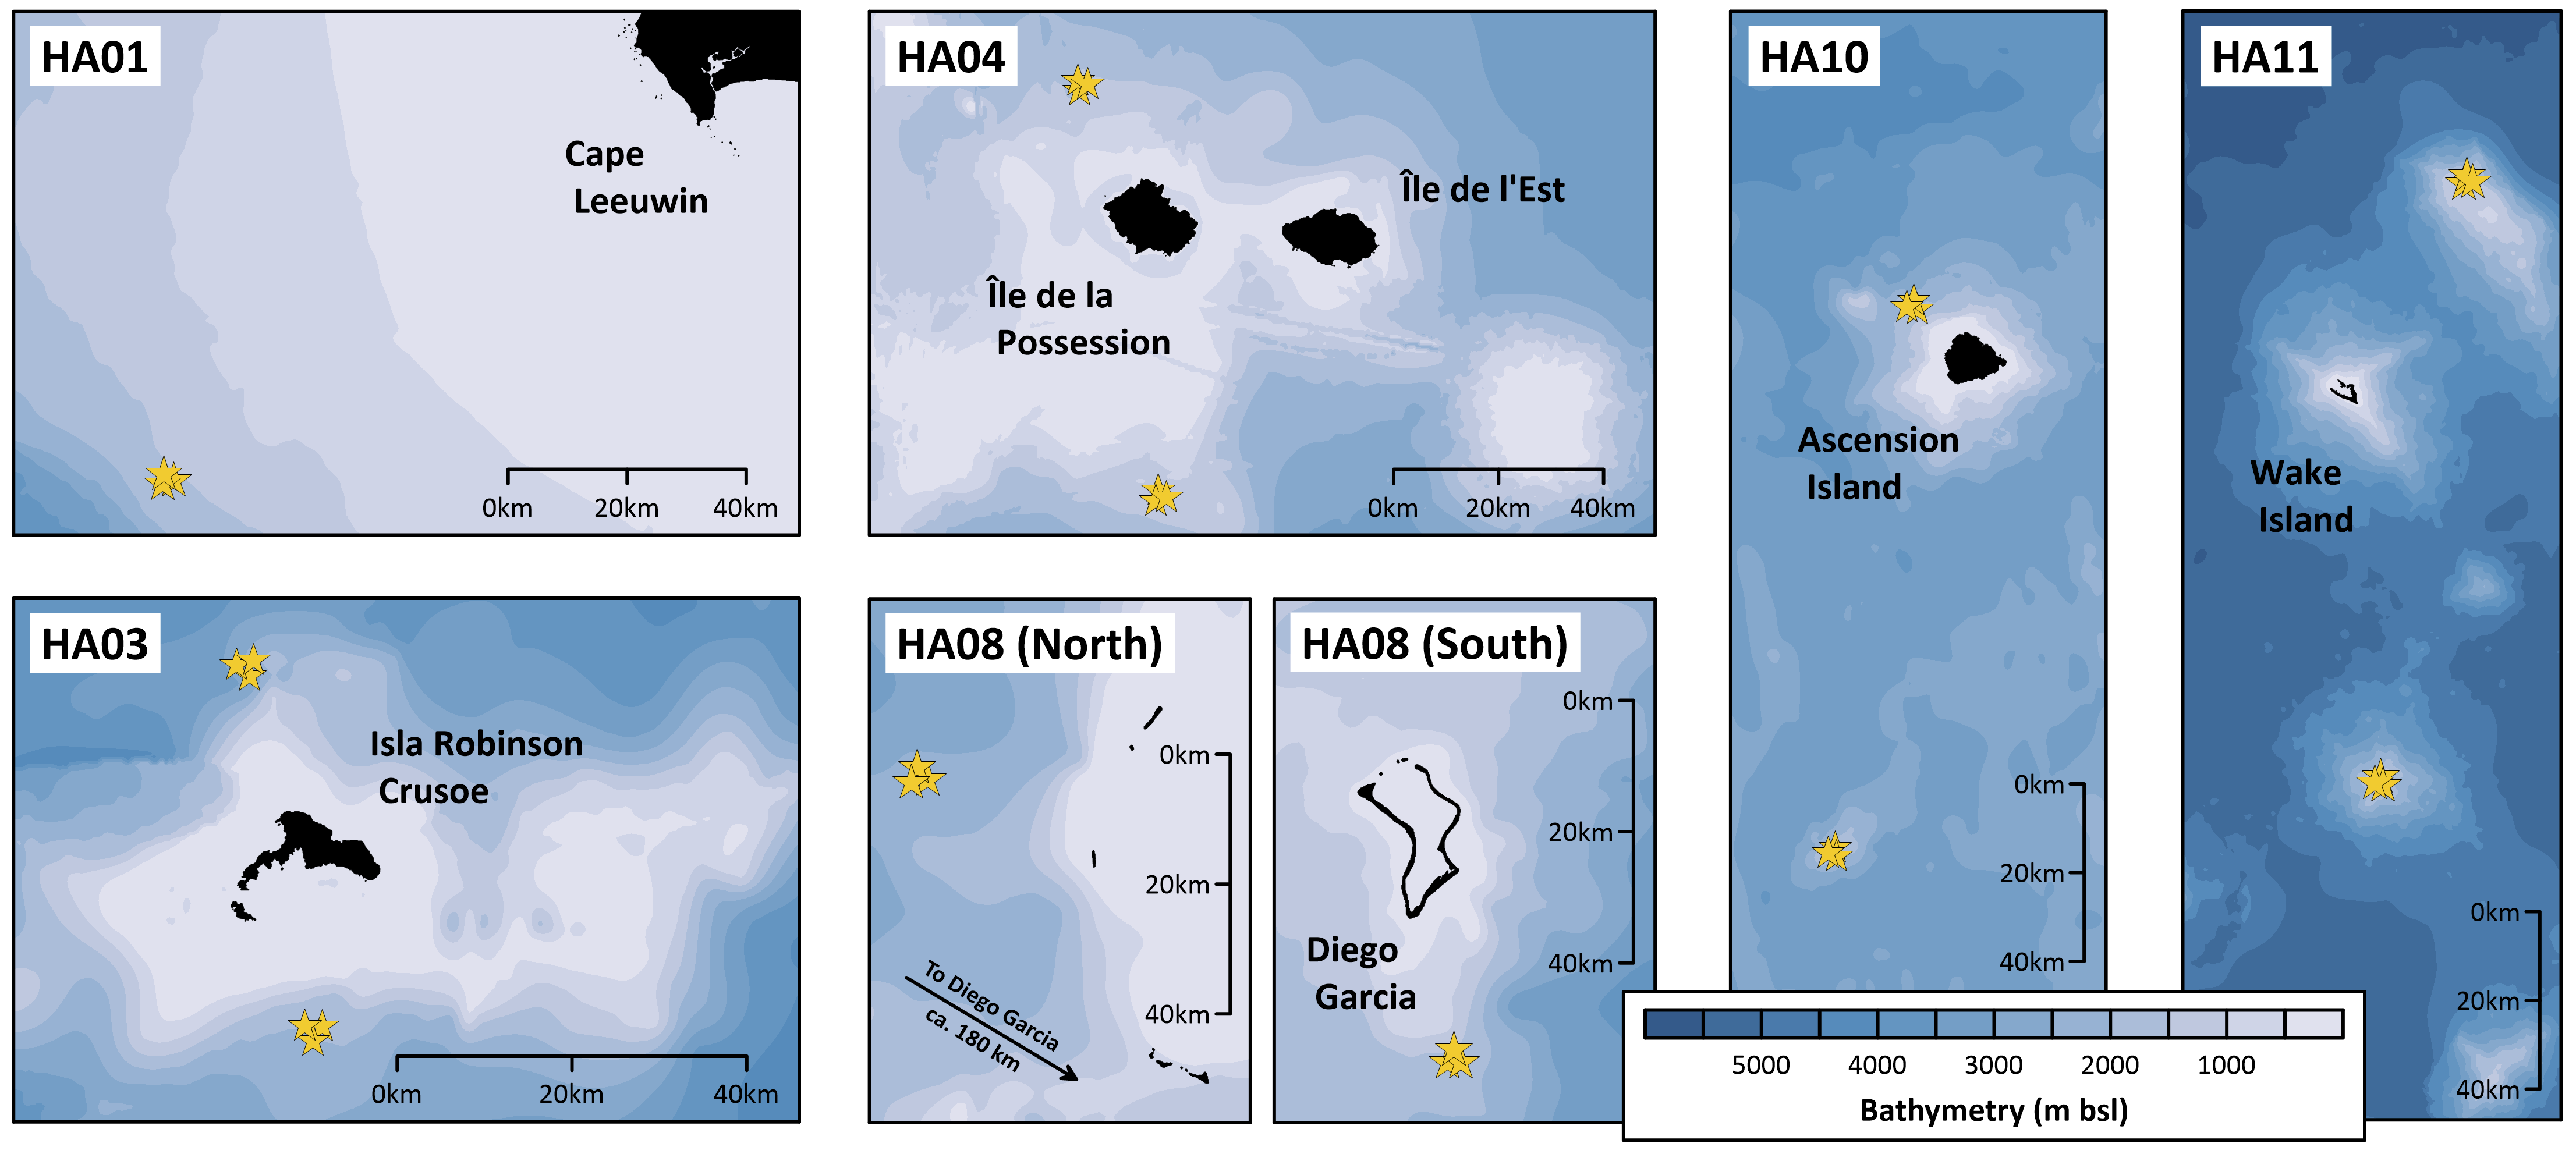 HA01
Cape
Leeuwin
0km 20km 40km
HA04
Île de l'Est
Île de la
Possession
0km 20km 40km
HA10
Ascension
Island
0km
20km
40km
HA11
Wake
Island
0km
20km
40km
HA03
Isla Robinson
Crusoe
0km 20km 40km
HA08 (North)
0km
20km
40km
To Diego Garcia
ca. 180 km
HA08 (South)
0km
20km
40km
Diego
Garcia
5000 4000 3000 2000 1000
Bathymetry (m bsl)